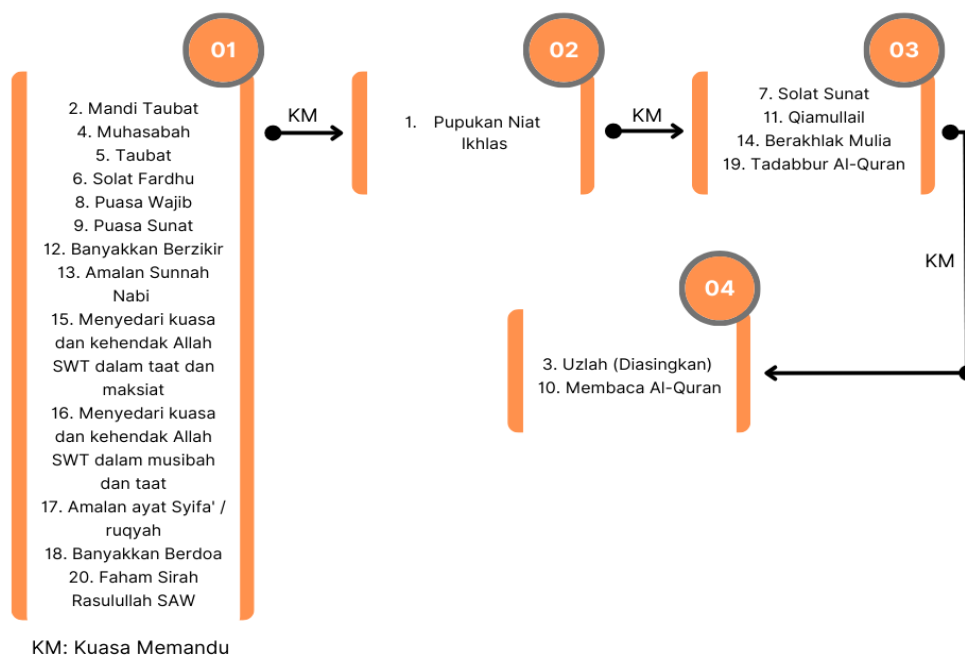 01
2. Mandi Taubat
4. Muhasabah
5. Taubat
6. Solat Fardhu
8. Puasa Wajib
9. Puasa Sunat
12. Banyakkan Berzikir
13. Amalan Sunnah
Nabi
15. Menyedari kuasa
dan kehendak Allah
SWT dalam taat dan
maksiat
16. Menyedari kuasa
dan kehendak Allah
SWT dalam musibah
dan taat
17. Amalan ayat Syifa' /
ruqyah
18. Banyakkan Berdoa
20. Faham Sirah
Rasulullah SAW
KM
02
1. Pupukan Niat
Ikhlas
KM
03
7. Solat Sunat
11. Qiamullail
14. Berakhlak Mulia
19. Tadabbur Al-Quran
KM
04
3. Uzlah (Diasingkan)
10. Membaca Al-Quran
KM: Kuasa Memandu